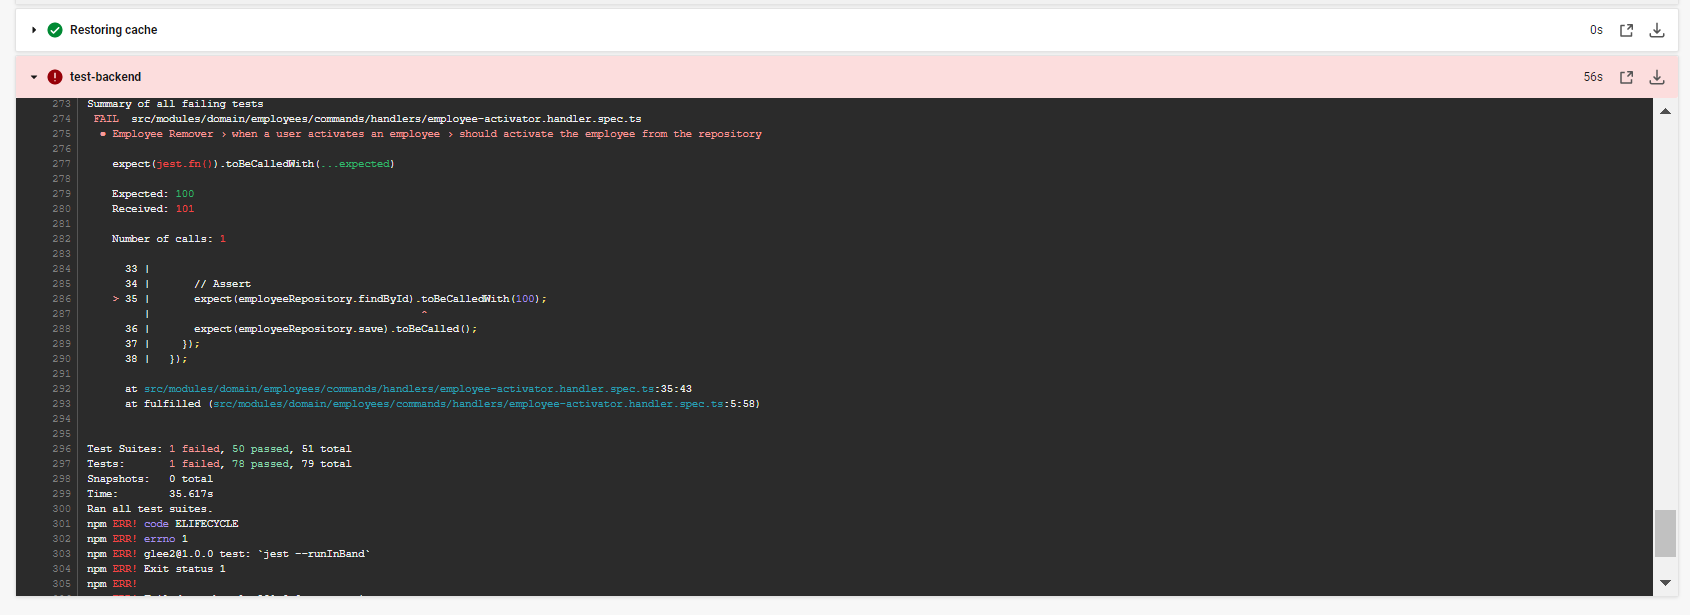 Restoring cache 0s
test-backend 56s
273 Summary of all failing tests
274 FAIL src/modules/domain/employees/commands/handlers/employee-activator.handler.spec.ts
275 ● Employee Remover › when a user activates an employee › should activate the employee from the repository
276
277 expect(jest.fn()).toBeCalledWith(...expected)
278
279 Expected: 100
280 Received: 101
281
282 Number of calls: 1
283
284 33 |
285 34 | // Assert
286 > 35 | expect(employeeRepository.findById).toBeCalledWith(100);
287 | ^
288 36 | expect(employeeRepository.save).toBeCalled();
289 37 | });
290 38 | });
291
292 at src/modules/domain/employees/commands/handlers/employee-activator.handler.spec.ts:35:43
293 at fulfilled (src/modules/domain/employees/commands/handlers/employee-activator.handler.spec.ts:5:58)
294
295
296 Test Suites: 1 failed, 50 passed, 51 total
297 Tests: 1 failed, 78 passed, 79 total
298 Snapshots: 0 total
299 Time: 35.617s
300 Ran all test suites.
301 npm ERR! code ELIFECYCLE
302 npm ERR! errno 1
303 npm ERR! glee2@1.0.0 test: `jest --runInBand`
304 npm ERR! Exit status 1
305 npm ERR!